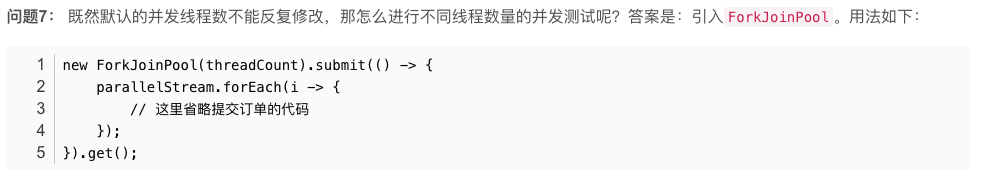 问题7： 既然默认的并发线程数不能反复修改，那怎么进行不同线程数量的并发测试呢？答案是：引入 ForkJoinPool 。用法如下：
1 new ForkJoinPool(threadCount).submit(() -> {
2     parallelStream.forEach(i -> {
3         // 这里省略提交订单的代码
4     });
5 }).get();